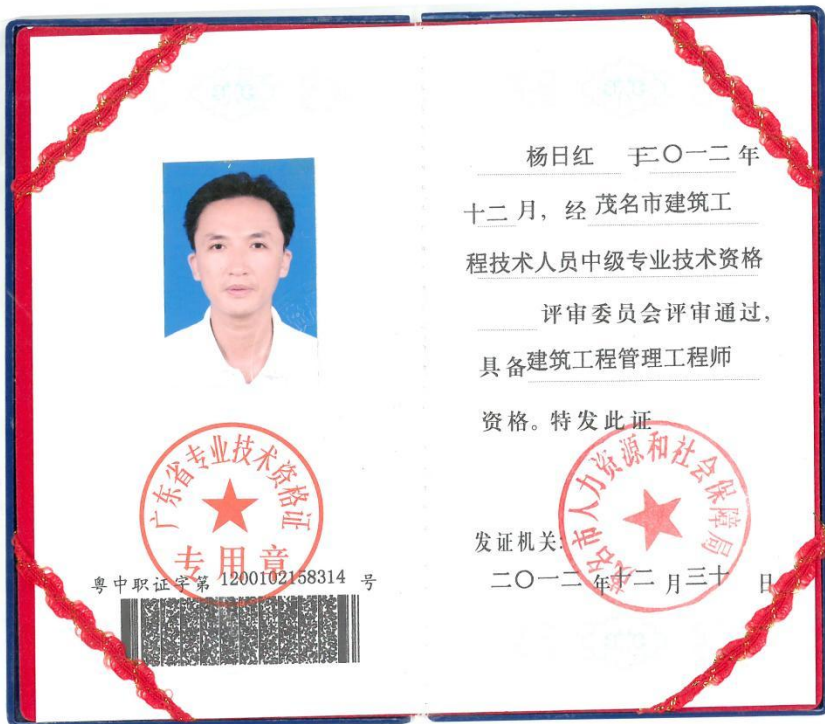 广东省专业技术资格证
专用章
粤中职证字第 1200102158314 号
杨日红 于二〇一二年
十二月，经 茂名市建筑工
程技术人员中级专业技术资格
评审委员会评审通过，
具备建筑工程管理工程师
资格。特发此证
茂名市人力资源和社会保障局
发证机关:
二〇一二 年十二 月三十 日